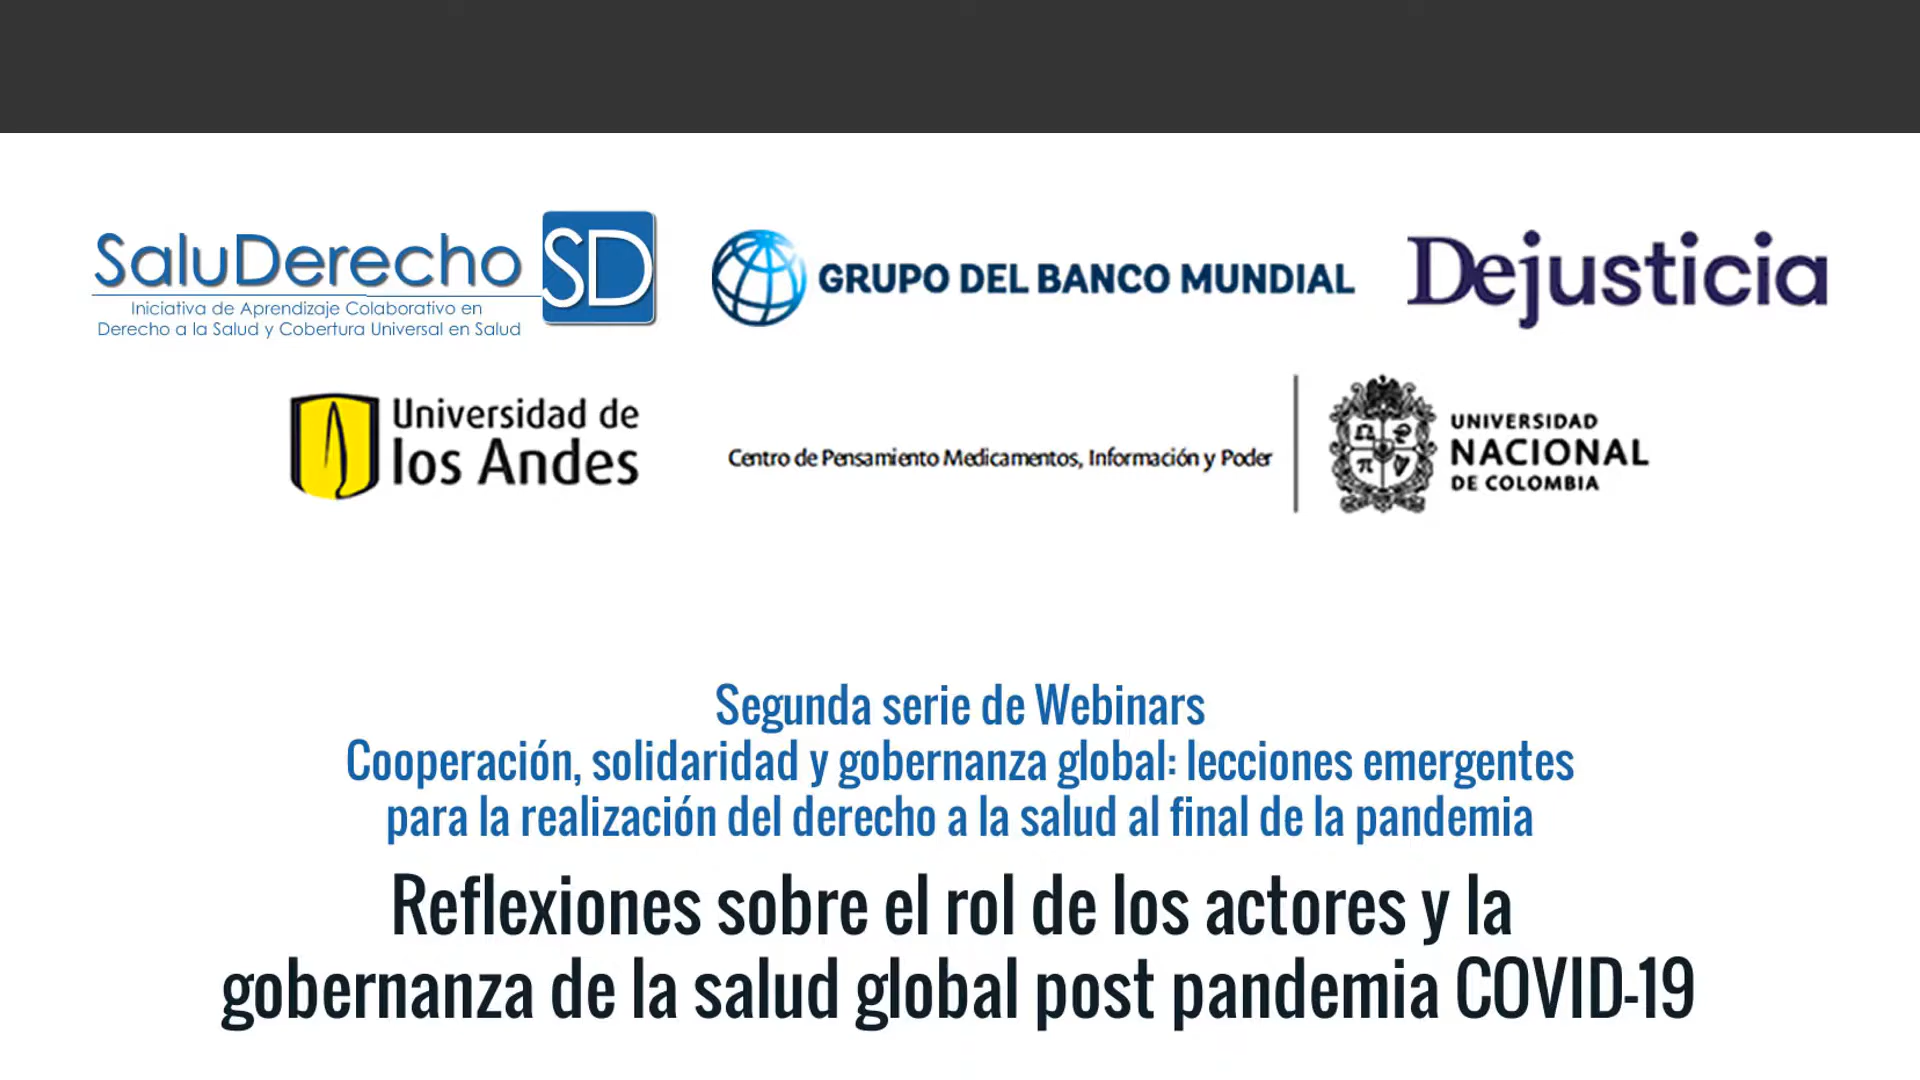 SaluDerecho SD
Iniciativa de Aprendizaje Colaborativo en
Derecho a la Salud y Cobertura Universal en Salud
GRUPO DEL BANCO MUNDIAL
Dejusticia
Universidad de
los Andes
Centro de Pensamiento Medicamentos, Información y Poder
UNIVERSIDAD
NACIONAL
DE COLOMBIA
Segunda serie de Webinars
Cooperación, solidaridad y gobernanza global: lecciones emergentes
para la realización del derecho a la salud al final de la pandemia
Reflexiones sobre el rol de los actores y la
gobernanza de la salud global post pandemia COVID-19